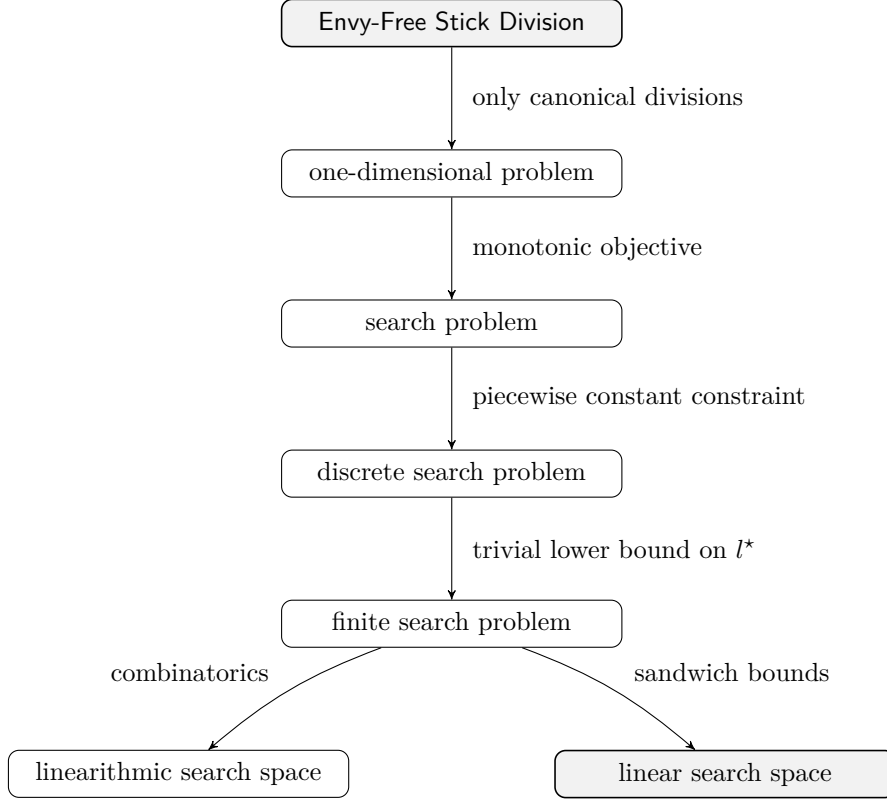 Envy-Free Stick Division
only canonical divisions
one-dimensional problem
monotonic objective
search problem
piecewise constant constraint
discrete search problem
trivial lower bound on l⋆
finite search problem
combinatorics
sandwich bounds
linearithmic search space
linear search space